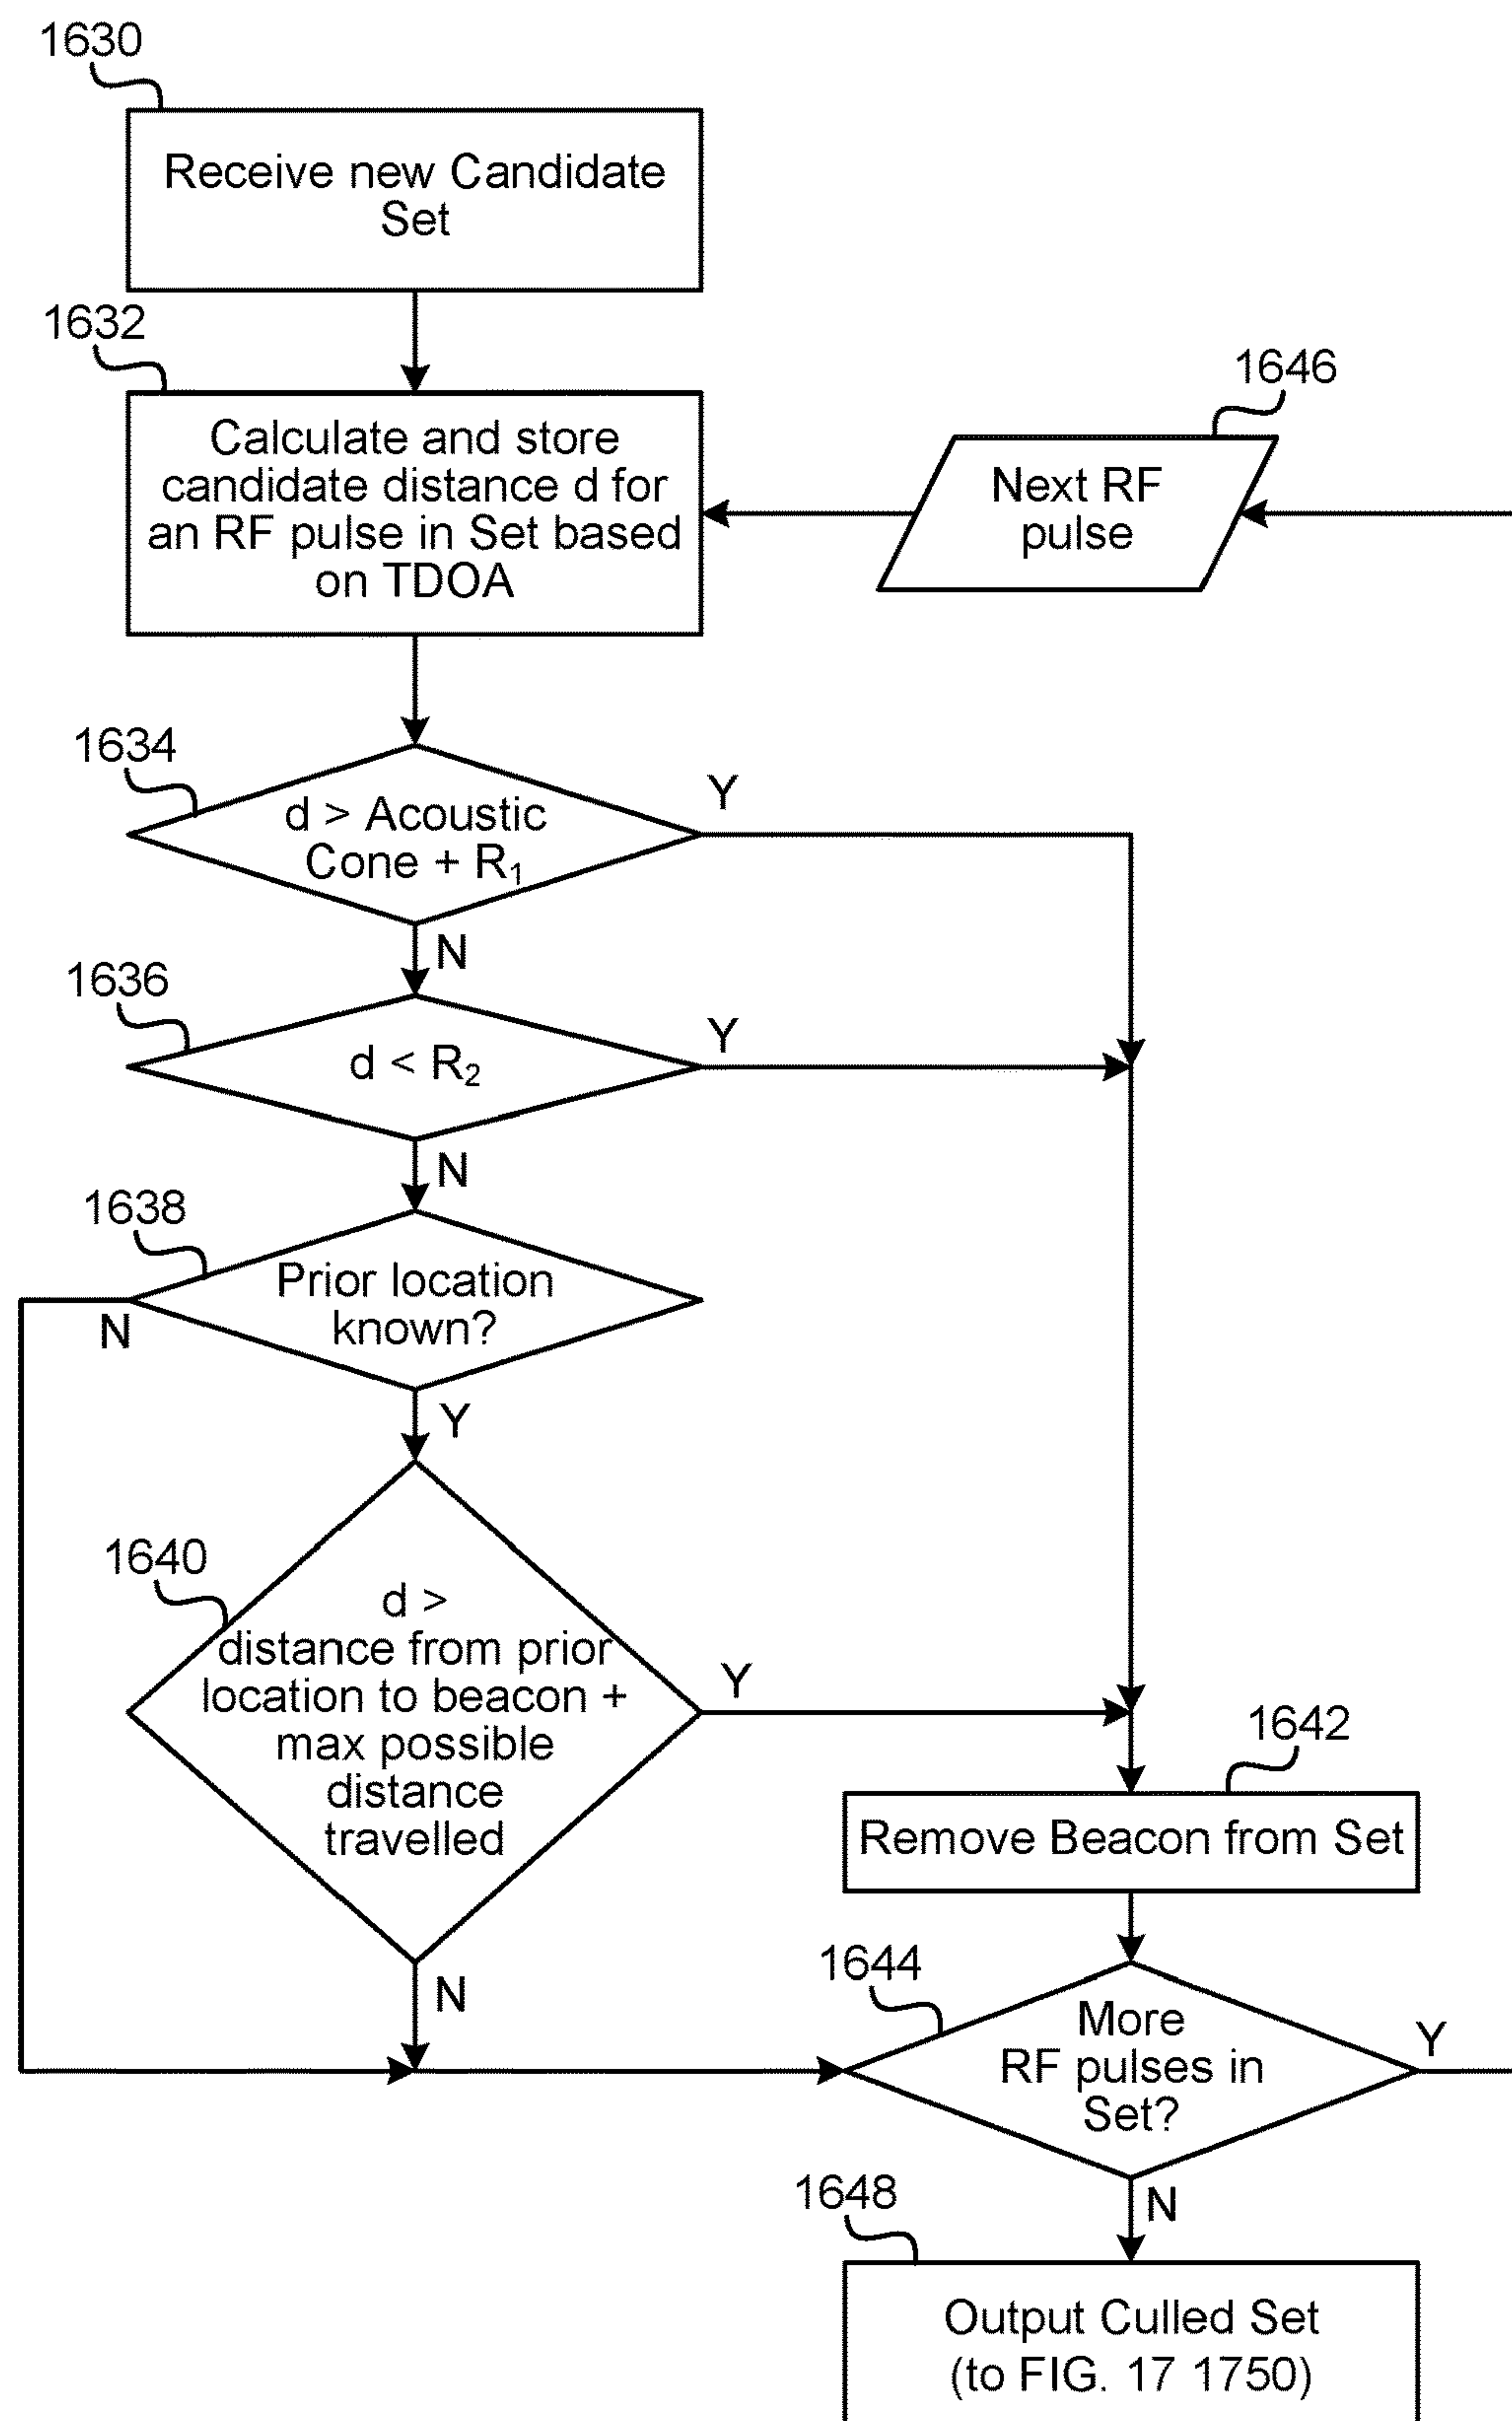 1630
Receive new Candidate
Set
1632
Calculate and store
candidate distance d for
an RF pulse in Set based
on TDOA
1646
Next RF
pulse
1634
d > Acoustic
Cone + R₁
Y
N
1636
d < R₂
Y
N
1638
Prior location
known?
N
Y
1640
d >
distance from prior
location to beacon +
max possible
distance
travelled
Y
N
1642
Remove Beacon from Set
1644
More
RF pulses in
Set?
Y
N
1648
Output Culled Set
(to FIG. 17 1750)